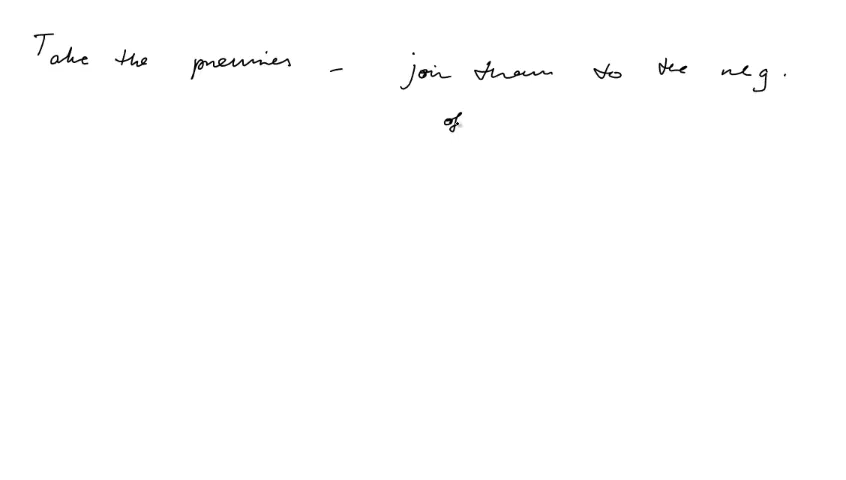 Take the premises - join them to the neg.
of